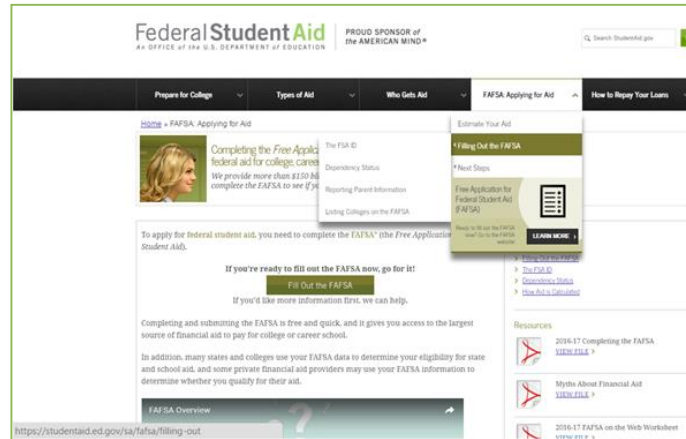 Federal Student Aid
An OFFICE of the U.S. DEPARTMENT of EDUCATION
PROUD SPONSOR of
the AMERICAN MIND®
Search StudentAid.gov
Prepare for College
Types of Aid
Who Gets Aid
FAFSA: Applying for Aid
How to Repay Your Loans
Home » FAFSA: Applying for Aid
Estimate Your Aid
Filling Out the FAFSA
Next Steps
Free Application for
Federal Student Aid
(FAFSA)
Ready to fill out the FAFSA
now? Go to the FAFSA
website
LEARN MORE ›
The FSA ID
Dependency Status
Reporting Parent Information
Listing Colleges on the FAFSA
Completing the Free Applic
federal aid for college, career
We provide more than $150 bil
complete the FAFSA to see if yo
To apply for federal student aid, you need to complete the FAFSA® (the Free Application
Student Aid).
If you're ready to fill out the FAFSA now, go for it!
Fill Out the FAFSA
If you'd like more information first, we can help.
Completing and submitting the FAFSA is free and quick, and it gives you access to the largest
source of financial aid to pay for college or career school.
In addition, many states and colleges use your FAFSA data to determine your eligibility for state
and school aid, and some private financial aid providers may use your FAFSA information to
determine whether you qualify for their aid.
FAFSA Overview
https://studentaid.ed.gov/sa/fafsa/filling-out
> Filling Out the FAFSA
> The FSA ID
> Dependency Status
> How Aid is Calculated
Resources
2016-17 Completing the FAFSA
VIEW FILE >
Myths About Financial Aid
VIEW FILE >
2016-17 FAFSA on the Web Worksheet
VIEW FILE >